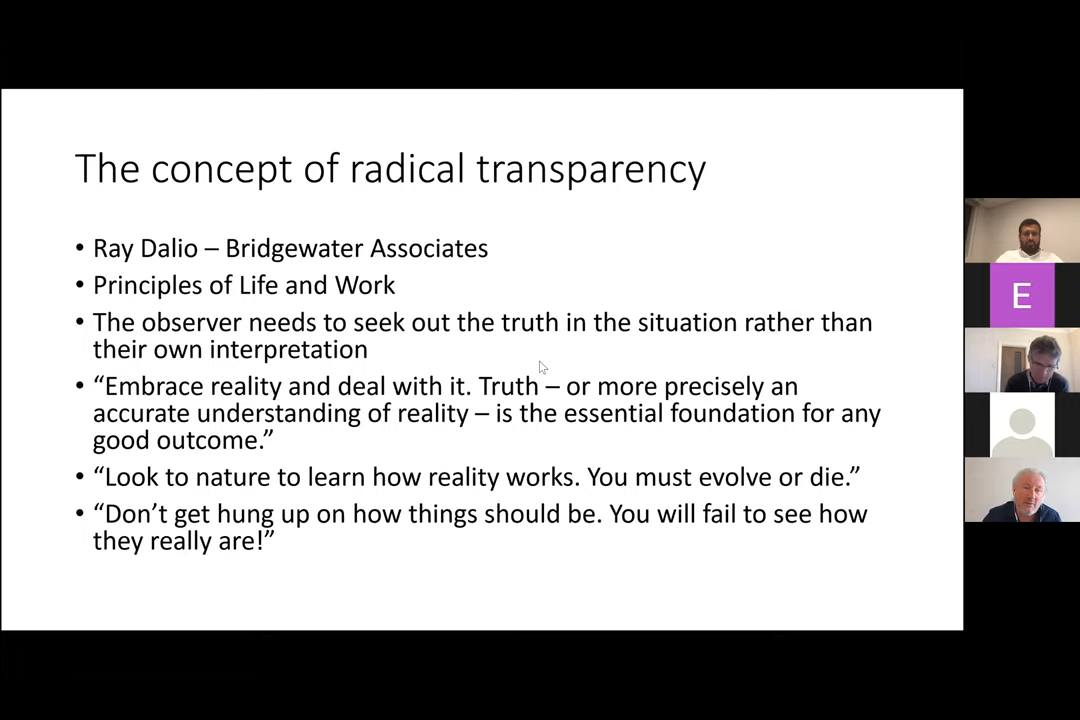 The concept of radical transparency
• Ray Dalio – Bridgewater Associates
• Principles of Life and Work
• The observer needs to seek out the truth in the situation rather than
their own interpretation
• “Embrace reality and deal with it. Truth – or more precisely an
accurate understanding of reality – is the essential foundation for any
good outcome.”
• “Look to nature to learn how reality works. You must evolve or die.”
• “Don’t get hung up on how things should be. You will fail to see how
they really are!”
E